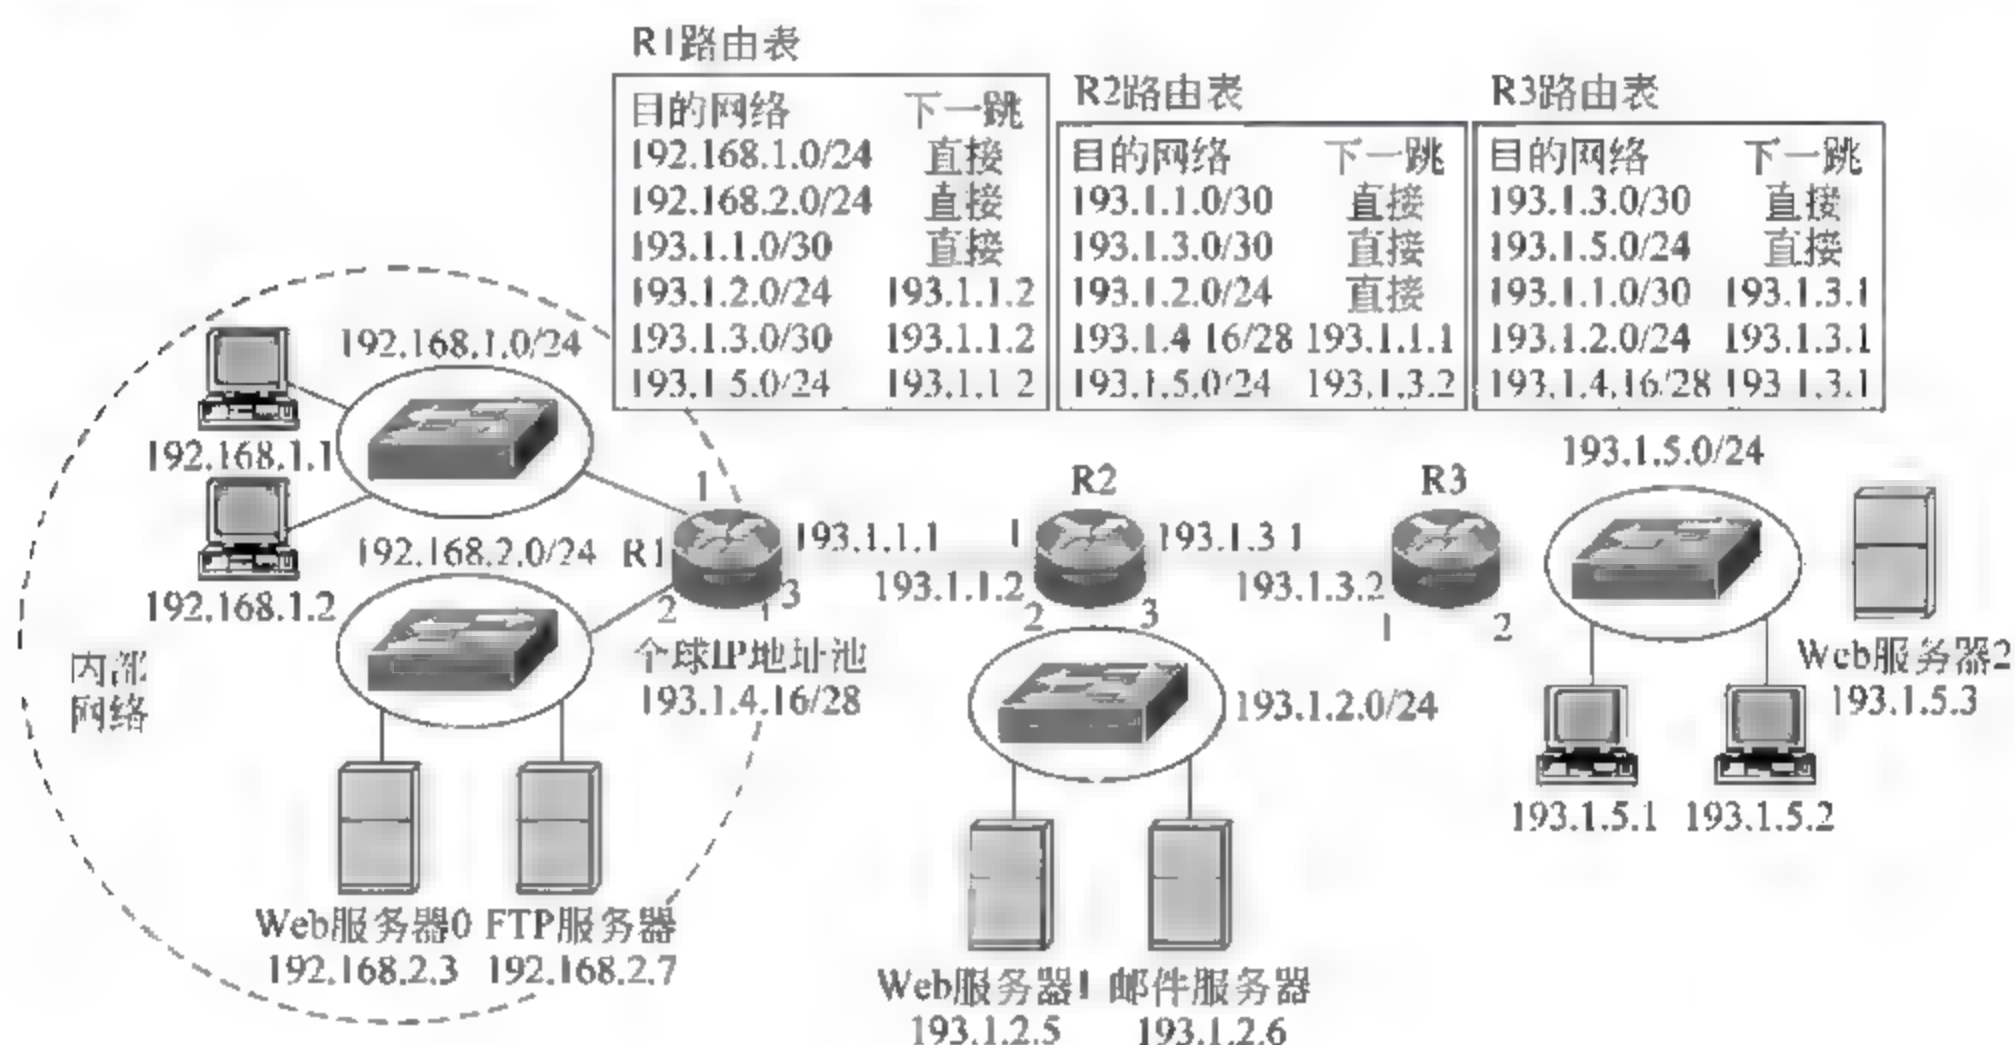 R1路由表
目的网络 下一跳
192.168.1.0/24 直接
192.168.2.0/24 直接
193.1.1.0/30 直接
193.1.2.0/24 193.1.1.2
193.1.3.0/30 193.1.1.2
193.1.5.0/24 193.1.1.2
R2路由表
目的网络 下一跳
193.1.1.0/30 直接
193.1.3.0/30 直接
193.1.2.0/24 直接
193.1.4.16/28 193.1.1.1
193.1.5.0/24 193.1.3.2
R3路由表
目的网络 下一跳
193.1.3.0/30 直接
193.1.5.0/24 直接
193.1.1.0/30 193.1.3.1
193.1.2.0/24 193.1.3.1
193.1.4.16/28 193.1.3.1
192.168.1.0/24
192.168.1.1
192.168.2.0/24
192.168.1.2
内部
网络
R1
1
2
3
193.1.1.1
全球IP地址池
193.1.4.16/28
Web服务器0
192.168.2.3
FTP服务器
192.168.2.7
R2
1
193.1.1.2
2
3
193.1.3.1
193.1.2.0/24
Web服务器1
193.1.2.5
邮件服务器
193.1.2.6
R3
193.1.3.2
1
2
193.1.5.0/24
Web服务器2
193.1.5.3
193.1.5.1
193.1.5.2